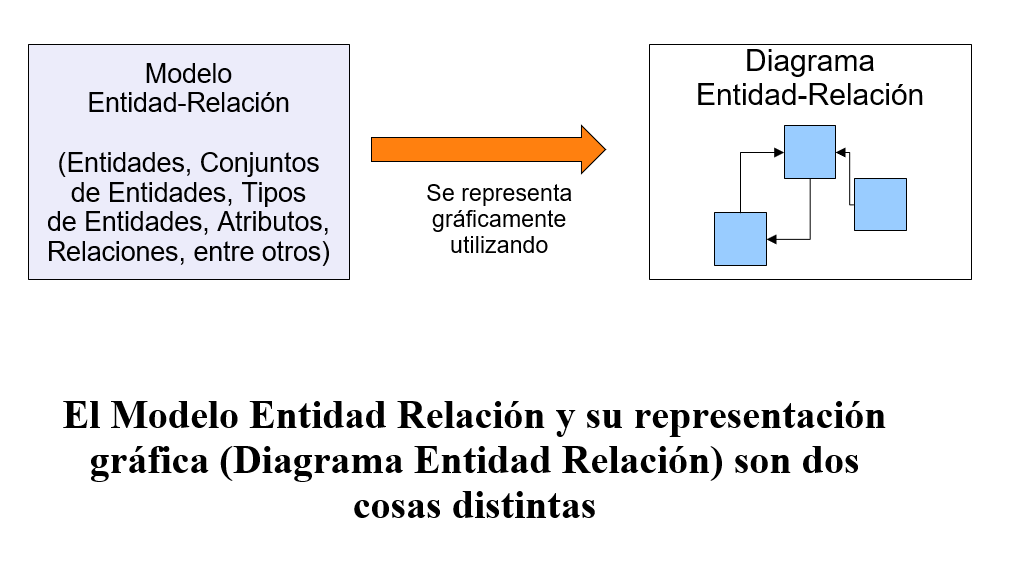 Modelo
Entidad-Relación
(Entidades, Conjuntos
de Entidades, Tipos
de Entidades, Atributos,
Relaciones, entre otros)
Se representa
gráficamente
utilizando
Diagrama
Entidad-Relación
El Modelo Entidad Relación y su representación
gráfica (Diagrama Entidad Relación) son dos
cosas distintas